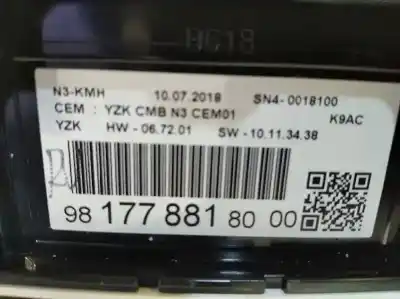 N3-KMH 10.07.2018 SN4-0018100
CEM : YZK CMB N3 CEM01 K9AC
YZK HW - 06.72.01 SW - 10.11.34.38
98 177 881 80 00